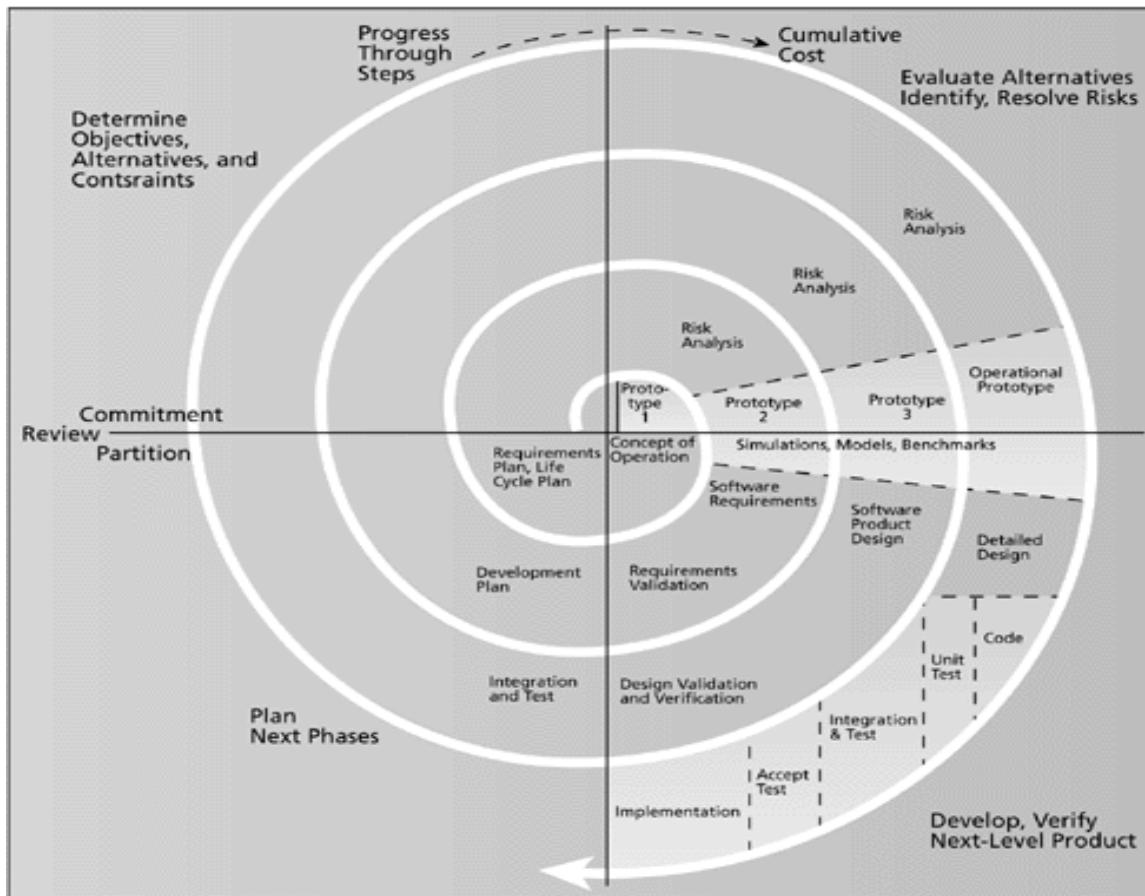 Progress
Through
Steps
Cumulative
Cost
Evaluate Alternatives
Identify, Resolve Risks
Determine
Objectives,
Alternatives, and
Contsraints
Risk
Analysis
Risk
Analysis
Risk
Analysis
Operational
Prototype
Proto-
type
1
Prototype
2
Prototype
3
Commitment
Review
Partition
Concept of
Operation
Simulations, Models, Benchmarks
Requirements
Plan, Life
Cycle Plan
Software
Requirements
Software
Product
Design
Detailed
Design
Development
Plan
Requirements
Validation
Code
Unit
Test
Integration
and Test
Design Validation
and Verification
Integration
& Test
Plan
Next Phases
Accept
Test
Implementation
Develop, Verify
Next-Level Product